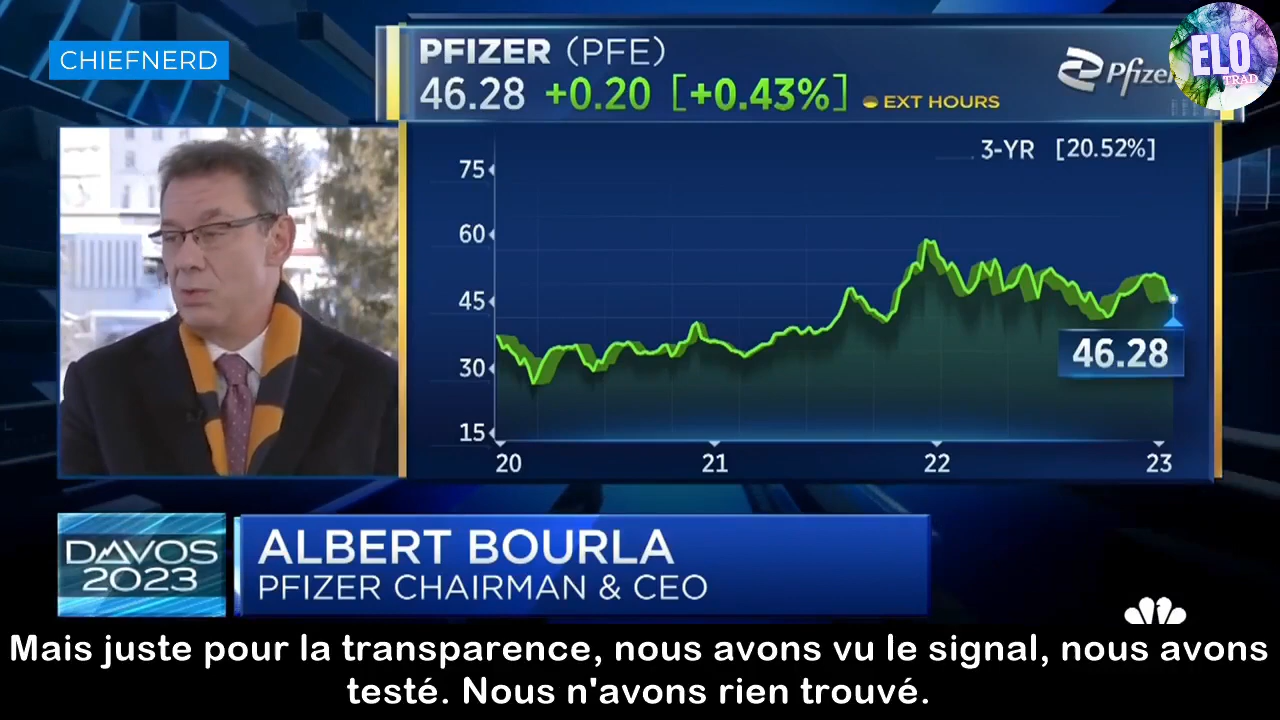 CHIEFNERD
PFIZER (PFE)
46.28 +0.20 [+0.43%] EXT HOURS
Pfizer
ELO
TRAD
3-YR [20.52%]
75
60
45
30
15
46.28
20 21 22 23
DAVOS
2023
ALBERT BOURLA
PFIZER CHAIRMAN & CEO
Mais juste pour la transparence, nous avons vu le signal, nous avons
testé. Nous n'avons rien trouvé.